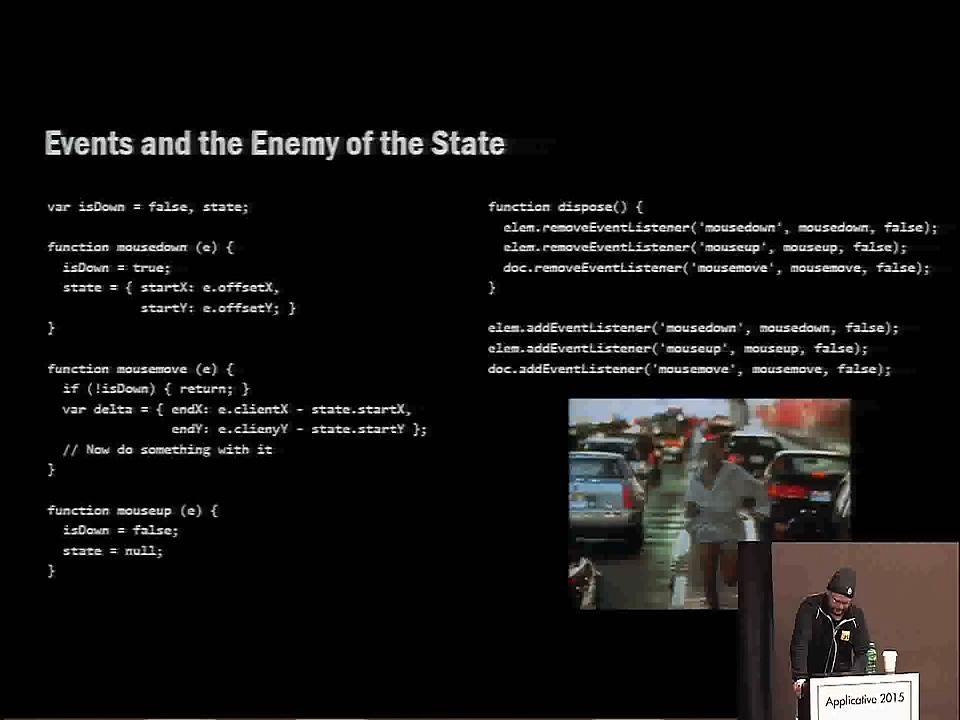 Events and the Enemy of the State
var isDown = false, state;
function mousedown (e) {
isDown = true;
state = { startX: e.offsetX,
startY: e.offsetY; }
}
function mousemove (e) {
if (!isDown) { return; }
var delta = { endX: e.clientX - state.startX,
endY: e.clienyY - state.startY };
// Now do something with it
}
function mouseup (e) {
isDown = false;
state = null;
}
function dispose() {
elem.removeEventListener('mousedown', mousedown, false);
elem.removeEventListener('mouseup', mouseup, false);
doc.removeEventListener('mousemove', mousemove, false);
}
elem.addEventListener('mousedown', mousedown, false);
elem.addEventListener('mouseup', mouseup, false);
doc.addEventListener('mousemove', mousemove, false);
Applicative 2015